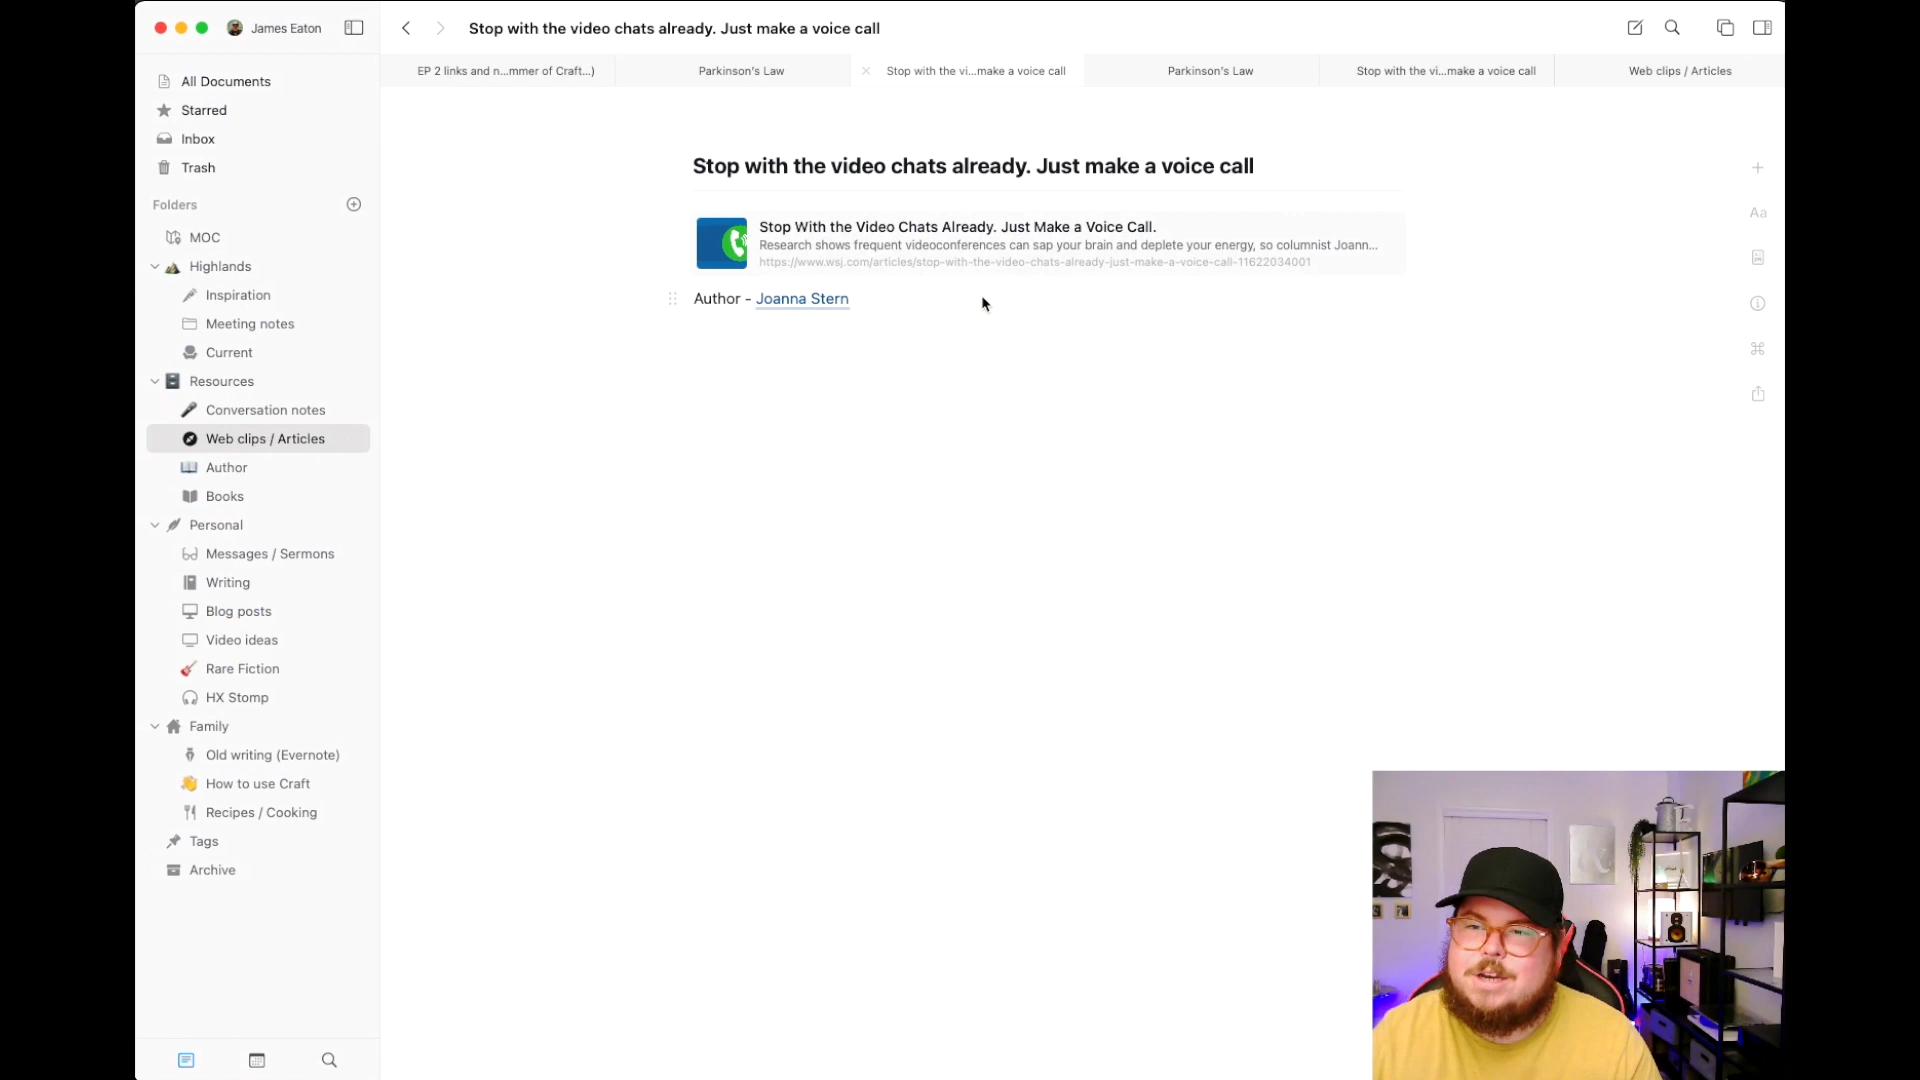 James Eaton
Stop with the video chats already. Just make a voice call
EP 2 links and n...mmer of Craft...)
Parkinson's Law
Stop with the vi...make a voice call
Parkinson's Law
Stop with the vi...make a voice call
Web clips / Articles
All Documents
Starred
Inbox
Trash
Folders
MOC
Highlands
Inspiration
Meeting notes
Current
Resources
Conversation notes
Web clips / Articles
Author
Books
Personal
Messages / Sermons
Writing
Blog posts
Video ideas
Rare Fiction
HX Stomp
Family
Old writing (Evernote)
How to use Craft
Recipes / Cooking
Tags
Archive
Stop with the video chats already. Just make a voice call
Stop With the Video Chats Already. Just Make a Voice Call.
Research shows frequent videoconferences can sap your brain and deplete your energy, so columnist Joann...
https://www.wsj.com/articles/stop-with-the-video-chats-already-just-make-a-voice-call-11622034001
Author - Joanna Stern
Aa